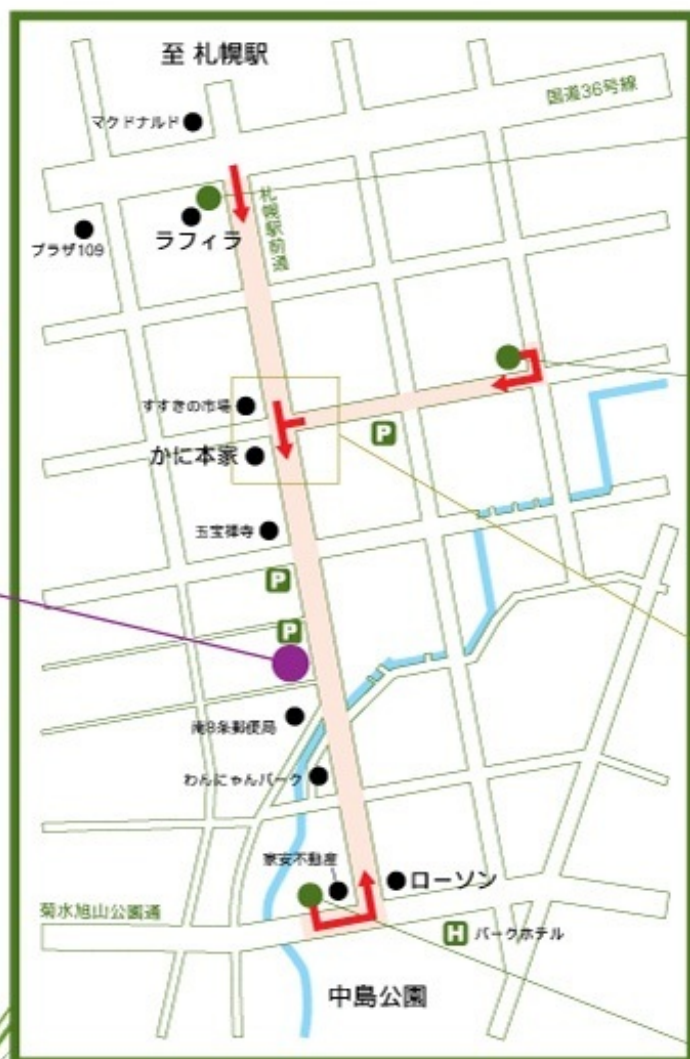 至 札幌駅
国道36号線
マクドナルド
札幌駅前通
ラフィラ
プラザ109
すすきの市場
P
かに本家
玉宝禅寺
P
P
南8条郵便局
わんにゃんパーク
家安不動産
ローソン
菊水旭山公園通
H パークホテル
中島公園